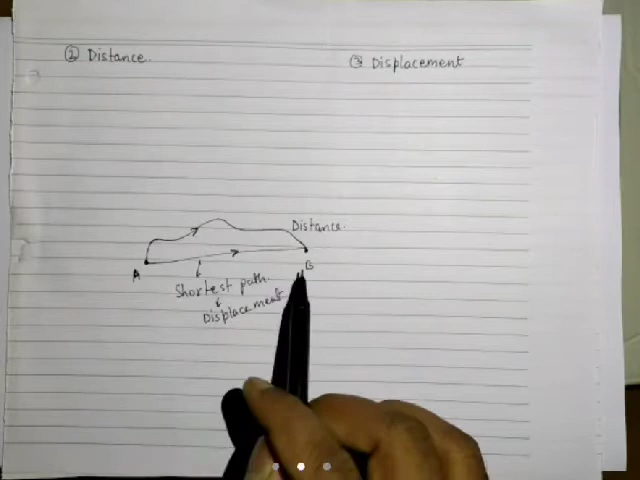 ② Distance.
③ Displacement
Distance.
A
B
Shortest path.
Displacement